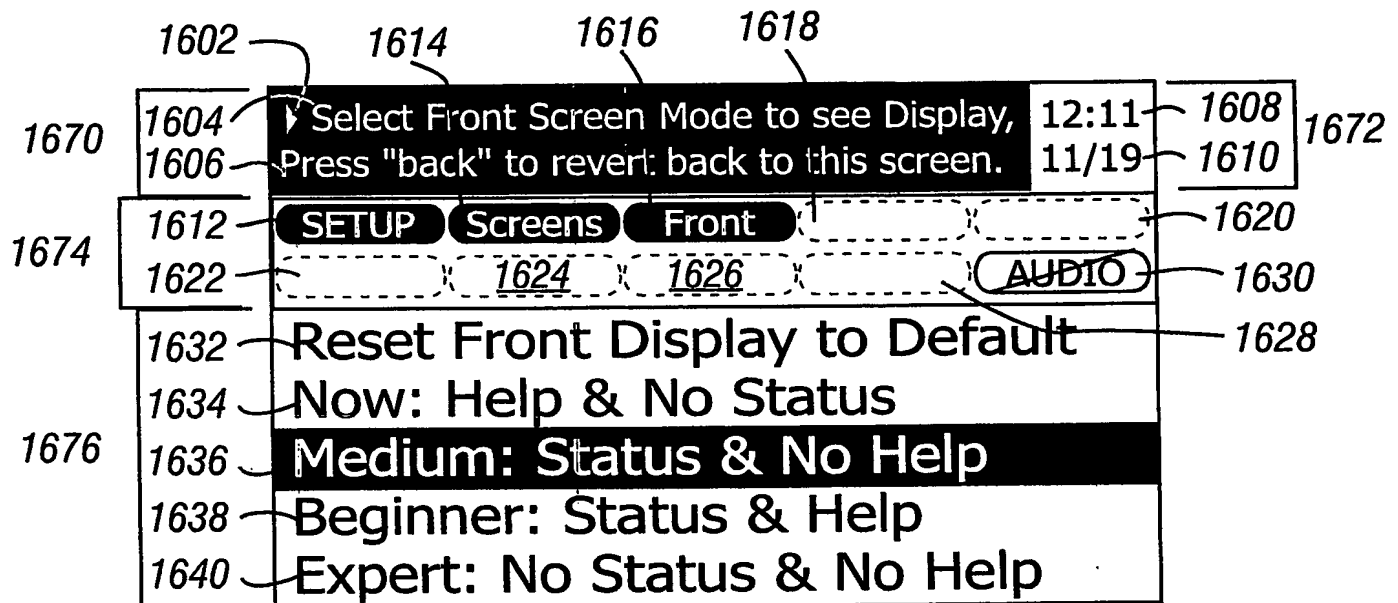 1602 1614 1616 1618
1670 1604 Select Front Screen Mode to see Display, 12:11 1608 1672
1606 Press "back" to revert back to this screen. 11/19 1610
1674 1612 SETUP Screens Front 1620
1622 1624 1626 AUDIO 1630
1632 Reset Front Display to Default 1628
1634 Now: Help & No Status
1676 1636 Medium: Status & No Help
1638 Beginner: Status & Help
1640 Expert: No Status & No Help